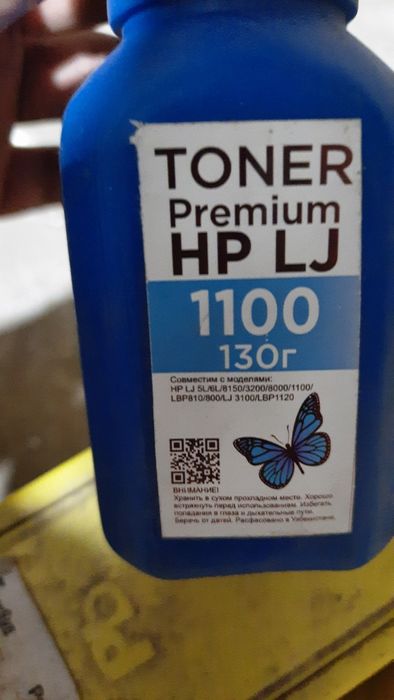 TONER
Premium
HP LJ
1100
130г
Совместим с моделями:
HP LJ 5L/6L/8150/3200/8000/1100/
LBP810/800/LJ 3100/LBP1120
ВНИМАНИЕ!
Хранить в сухом прохладном месте. Хорошо
встряхнуть перед использованием. Избегать
попадания в глаза и дыхательные пути.
Беречь от детей. Расфасовано в Узбекистане.